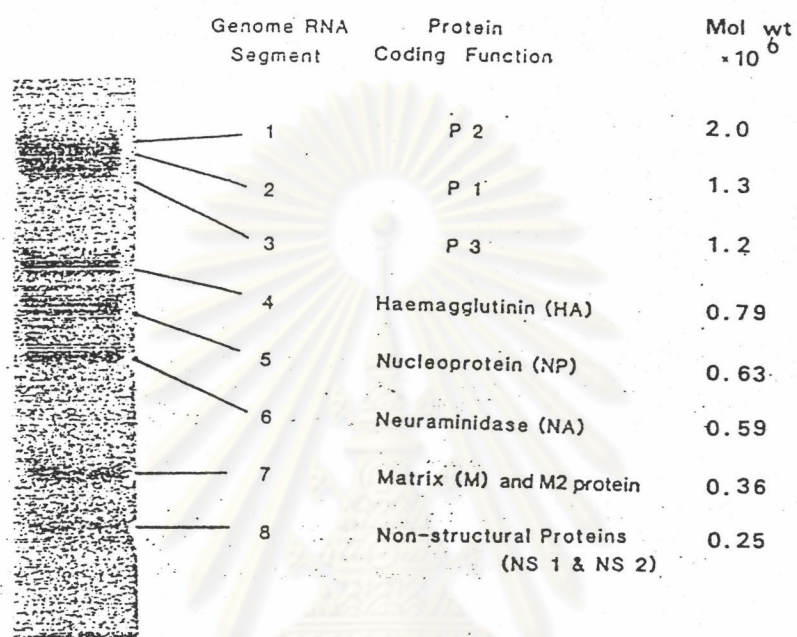 Genome RNA Protein Mol wt
Segment Coding Function × 10 6
1 P 2 2.0
2 P 1 1.3
3 P 3 1.2
4 Haemagglutinin (HA) 0.79
5 Nucleoprotein (NP) 0.63
6 Neuraminidase (NA) 0.59
7 Matrix (M) and M2 protein 0.36
8 Non-structural Proteins 0.25
(NS 1 & NS 2)